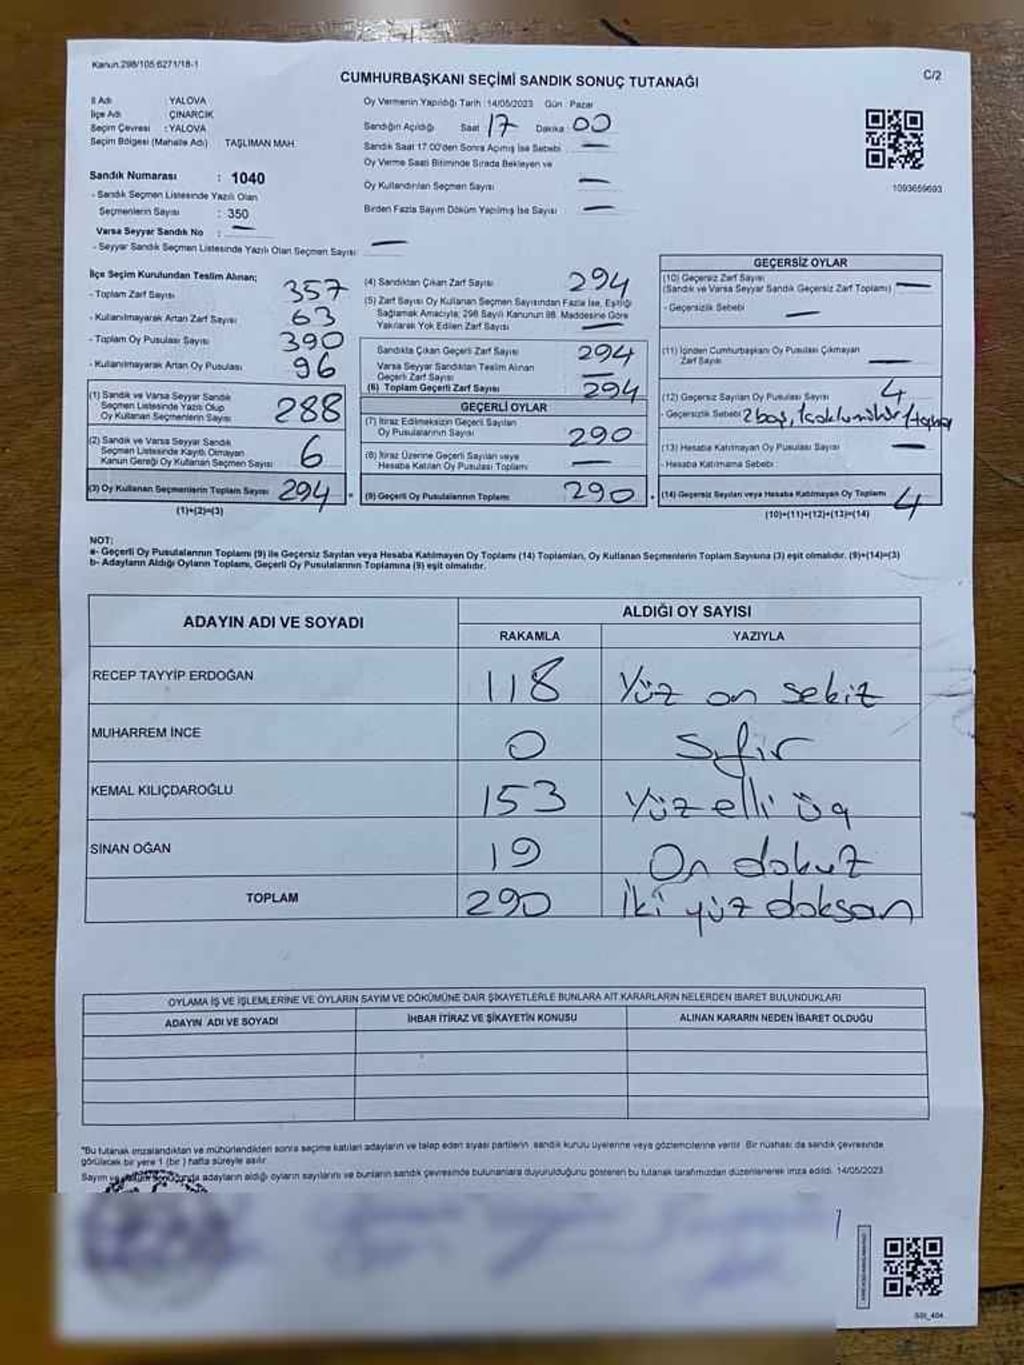 Kanun.298/105.6271/18-1
C/2
CUMHURBAŞKANI SEÇİMİ SANDIK SONUÇ TUTANAĞI
İl Adı YALOVA
İlçe Adı ÇINARCIK
Seçim Çevresi : YALOVA
Seçim Bölgesi (Mahalle Adı) TAŞLIMAN MAH.
Sandık Numarası : 1040
- Sandık Seçmen Listesinde Yazılı Olan
Seçmenlerin Sayısı : 350
Varsa Seyyar Sandık No : —
- Seyyar Sandık Seçmen Listesinde Yazılı Olan Seçmen Sayısı: —
Oy Vermenin Yapıldığı Tarih :14/05/2023 Gün : Pazar
Sandığın Açıldığı Saat : 17 Dakika : 00
Sandık Saat 17.00'den Sonra Açmış İse Sebebi : —
Oy Verme Saati Bitiminde Sırada Bekleyen ve
Oy Kullandırılan Seçmen Sayısı —
Birden Fazla Sayım Döküm Yapılmış İse Sayısı : —
1093659693
İlçe Seçim Kurulundan Teslim Alınan;
- Toplam Zarf Sayısı 357
- Kullanılmayarak Artan Zarf Sayısı 63
- Toplam Oy Pusulası Sayısı 390
- Kullanılmayarak Artan Oy Pusulası 96
(1) Sandık ve Varsa Seyyar Sandık
Seçmen Listesinde Yazılı Olup
Oy Kullanan Seçmenlerin Sayısı 288
(2) Sandık ve Varsa Seyyar Sandık
Seçmen Listesinde Kayıtlı Olmayan
Kanun Gereği Oy Kullanan Seçmen Sayısı 6
(3) Oy Kullanan Seçmenlerin Toplam Sayısı 294 =
(1)+(2)=(3)
(4) Sandıktan Çıkan Zarf Sayısı 294
(5) Zarf Sayısı Oy Kullanan Seçmen Sayısından Fazla İse, Eşitliği
Sağlamak Amacıyla; 298 Sayılı Kanunun 98. Maddesine Göre
Yakılarak Yok Edilen Zarf Sayısı —
Sandıkta Çıkan Geçerli Zarf Sayısı 294
Varsa Seyyar Sandıktan Teslim Alınan
Geçerli Zarf Sayısı —
(6) Toplam Geçerli Zarf Sayısı 294
GEÇERLİ OYLAR
(7) İtiraz Edilmeksizin Geçerli Sayılan
Oy Pusulalarının Sayısı 290
(8) İtiraz Üzerine Geçerli Sayılan veya
Hesaba Katılan Oy Pusulaları Toplamı —
(9) Geçerli Oy Pusulalarının Toplamı 290 +
GEÇERSİZ OYLAR
(10) Geçersiz Zarf Sayısı
(Sandık ve Varsa Seyyar Sandık Geçersiz Zarf Toplamı) —
- Geçersizlik Sebebi —
(11) İçinden Cumhurbaşkanı Oy Pusulası Çıkmayan
Zarf Sayısı —
(12) Geçersiz Sayılan Oy Pusulası Sayısı 4
- Geçersizlik Sebebi 2 boş,
(13) Hesaba Katılmayan Oy Pusulası Sayısı —
- Hesaba Katılmama Sebebi
(14) Geçersiz Sayılan veya Hesaba Katılmayan Oy Toplamı 4
(10)+(11)+(12)+(13)=(14)
NOT:
a- Geçerli Oy Pusulalarının Toplamı (9) ile Geçersiz Sayılan veya Hesaba Katılmayan Oy Toplamı (14) Toplamları, Oy Kullanan Seçmenlerin Toplam Sayısına (3) eşit olmalıdır. (9)+(14)=(3)
b- Adayların Aldığı Oyların Toplamı, Geçerli Oy Pusulalarının Toplamına (9) eşit olmalıdır.
ADAYIN ADI VE SOYADI ALDIĞI OY SAYISI
RAKAMLA YAZIYLA
RECEP TAYYİP ERDOĞAN 118 Yüz on sekiz
MUHARREM İNCE 0 Sıfır
KEMAL KILIÇDAROĞLU 153 Yüz elli üç
SİNAN OĞAN 19 On dokuz
TOPLAM 290 İki yüz doksan
OYLAMA İŞ VE İŞLEMLERİNE VE OYLARIN SAYIM VE DÖKÜMÜNE DAİR ŞİKAYETLERLE BUNLARA AİT KARARLARIN NELERDEN İBARET BULUNDUKLARI
ADAYIN ADI VE SOYADI İHBAR İTİRAZ VE ŞİKAYETİN KONUSU ALINAN KARARIN NEDEN İBARET OLDUĞU
*Bu tutanak imzalandıktan ve mühürlendikten sonra seçime katılan adayların ve talep eden siyasi partilerin sandık kurulu üyelerine veya gözlemcilerine verilir. Bir nüshası da sandık çevresinde
görülecek bir yere 1 (bir) hafta süreyle asılır.
Sayım ve döküm sonucunda adayların aldığı oyların sayılarını ve bunların sandık çevresinde bulunanlara duyurulduğunu gösteren bu tutanak tarafımızdan düzenlenerek imza edildi. 14/05/2023
SSt_404